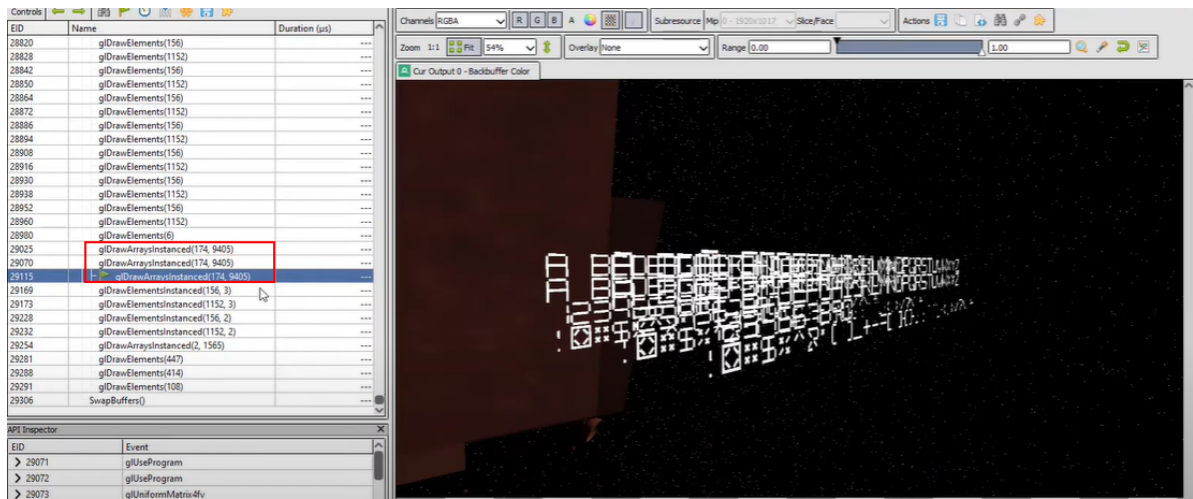 Controls
EID Name Duration (µs)
28820 glDrawElements(156) ---
28828 glDrawElements(1152) ---
28842 glDrawElements(156) ---
28850 glDrawElements(1152) ---
28864 glDrawElements(156) ---
28872 glDrawElements(1152) ---
28886 glDrawElements(156) ---
28894 glDrawElements(1152) ---
28908 glDrawElements(156) ---
28916 glDrawElements(1152) ---
28930 glDrawElements(156) ---
28938 glDrawElements(1152) ---
28952 glDrawElements(156) ---
28960 glDrawElements(1152) ---
28980 glDrawElements(6) ---
29025 glDrawArraysInstanced(174, 9405) ---
29070 glDrawArraysInstanced(174, 9405) ---
29115 glDrawArraysInstanced(174, 9405) ---
29169 glDrawElementsInstanced(156, 3) ---
29173 glDrawElementsInstanced(1152, 3) ---
29228 glDrawElementsInstanced(156, 2) ---
29232 glDrawElementsInstanced(1152, 2) ---
29254 glDrawArraysInstanced(2, 1565) ---
29281 glDrawElements(447) ---
29288 glDrawElements(414) ---
29291 glDrawElements(108) ---
29306 SwapBuffers() ---
API Inspector X
EID Event
> 29071 glUseProgram
> 29072 glUseProgram
> 29073 glUniformMatrix4fv
Channels RGBA R G B A Subresource Mip 0 - 1920x1017 Slice/Face Actions
Zoom 1:1 Fit 54% Overlay None Range 0.00 1.00
Cur Output 0 - Backbuffer Color